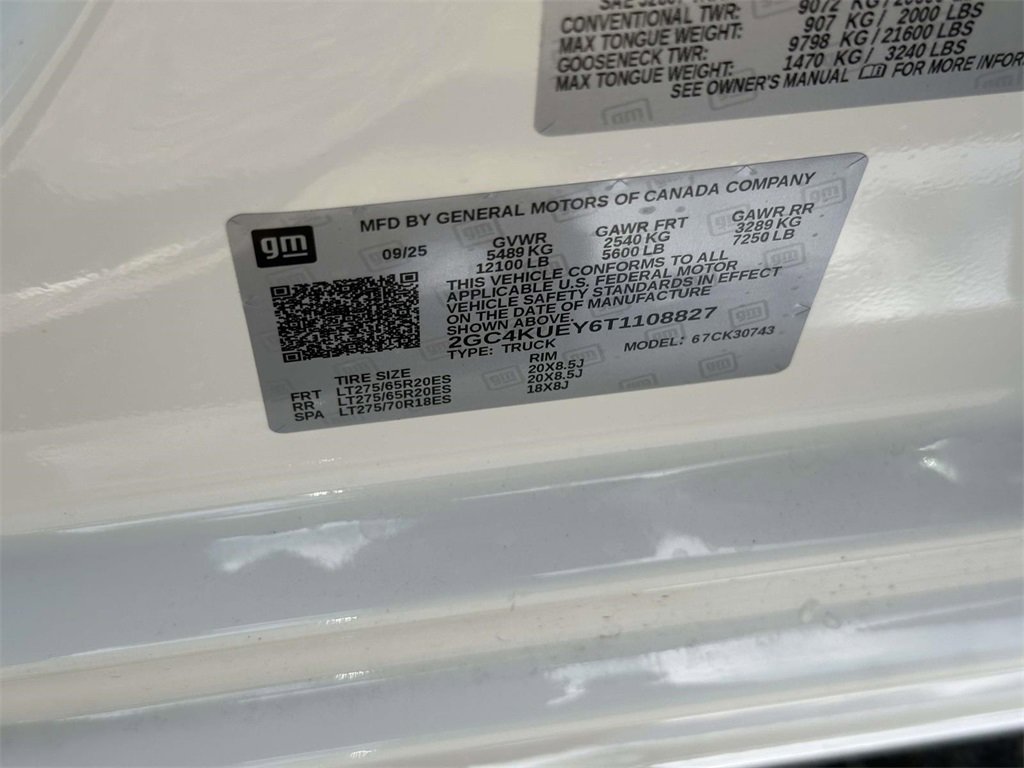 CONVENTIONAL TWR: 9072 KG/
MAX TONGUE WEIGHT: 907 KG/ 2000 LBS
GOOSENECK TWR: 9798 KG/ 21600 LBS
MAX TONGUE WEIGHT: 1470 KG/ 3240 LBS
SEE OWNER'S MANUAL FOR MORE INFOR
gm
MFD BY GENERAL MOTORS OF CANADA COMPANY
09/25 GVWR GAWR FRT GAWR RR
5489 KG 2540 KG 3289 KG
12100 LB 5600 LB 7250 LB
THIS VEHICLE CONFORMS TO ALL
APPLICABLE U.S. FEDERAL MOTOR
VEHICLE SAFETY STANDARDS IN EFFECT
ON THE DATE OF MANUFACTURE
SHOWN ABOVE.
2GC4KUEY6T1108827
TYPE: TRUCK MODEL: 67CK30743
TIRE SIZE RIM
FRT LT275/65R20ES 20X8.5J
RR LT275/65R20ES 20X8.5J
SPA LT275/70R18ES 18X8J